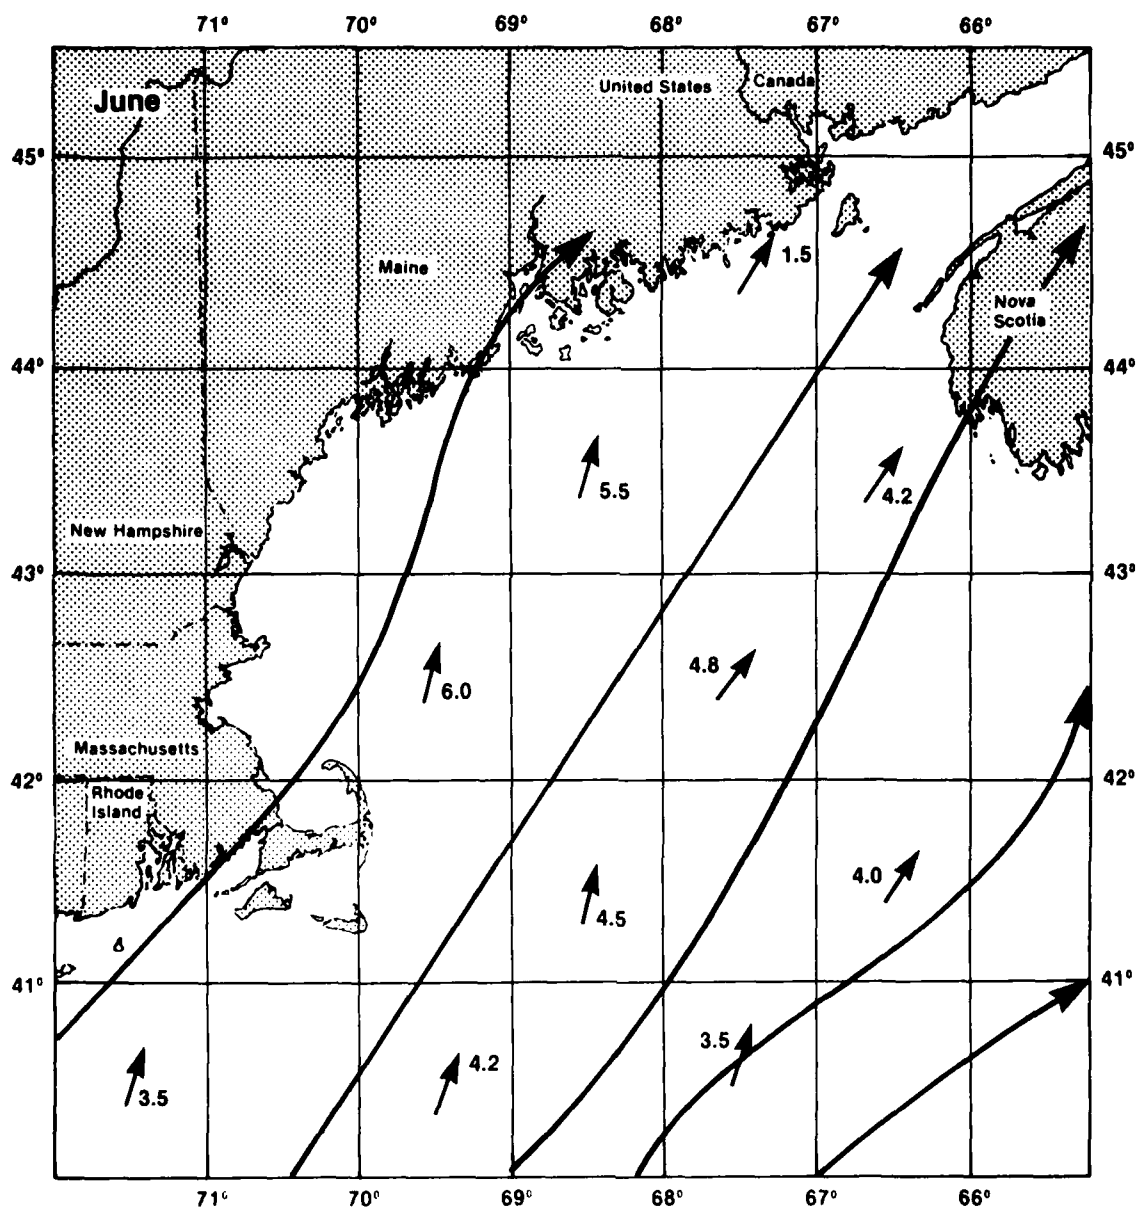 71° 70° 69° 68° 67° 66°
United States
Canada
June
45° 45°
1.5
Maine
Nova
Scotia
44° 44°
5.5
4.2
New Hampshire
43° 43°
4.8
6.0
Massachusetts
42° 42°
Rhode
Island
4.0
4.5
41° 41°
3.5
4.2
3.5
71° 70° 69° 68° 67° 66°